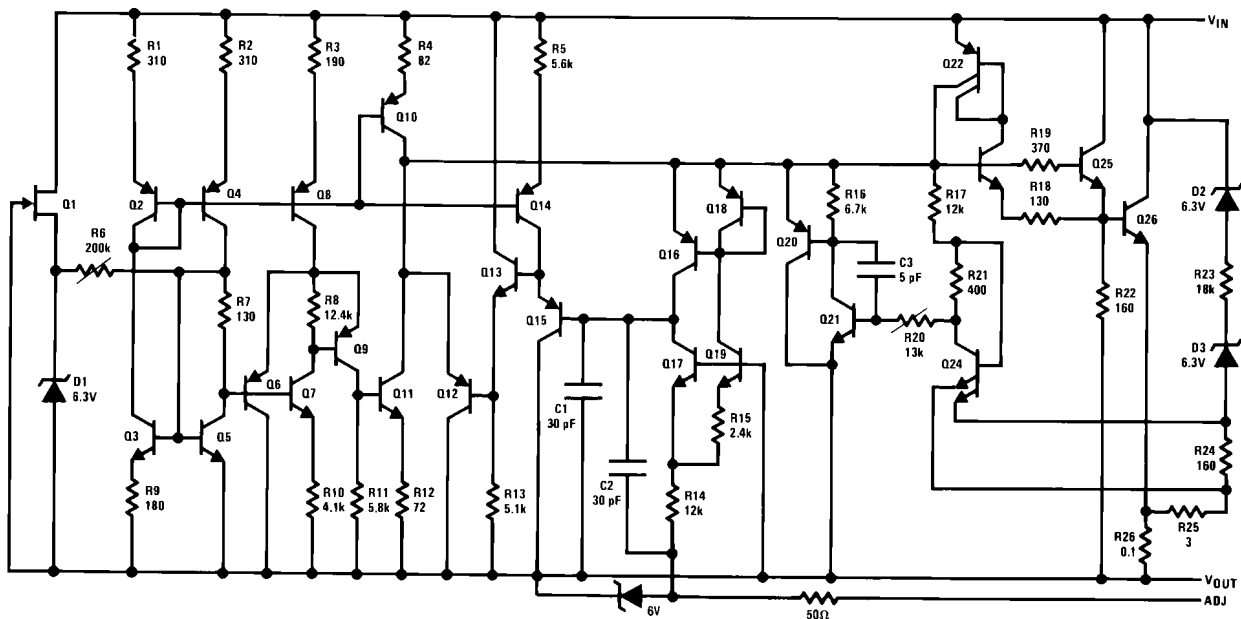 VIN
R1
310
R2
310
R3
190
R4
82
R5
5.6k
Q22
Q10
R19
370
Q25
Q1
Q2
Q4
Q8
Q14
R16
6.7k
R17
12k
R18
130
Q26
D2
6.3V
R6
200k
Q18
Q16
Q20
Q13
C3
5 pF
R21
400
R23
18k
R7
130
R8
12.4k
Q15
R22
160
Q9
Q17
Q19
Q21
R20
13k
Q24
D3
6.3V
D1
6.3V
Q6
Q7
Q11
Q12
C1
30 pF
R15
2.4k
Q3
Q5
R24
160
R9
180
R10
4.1k
R11
5.8k
R12
72
R13
5.1k
C2
30 pF
R14
12k
R26
0.1
R25
3
VOUT
6V
50Ω
ADJ